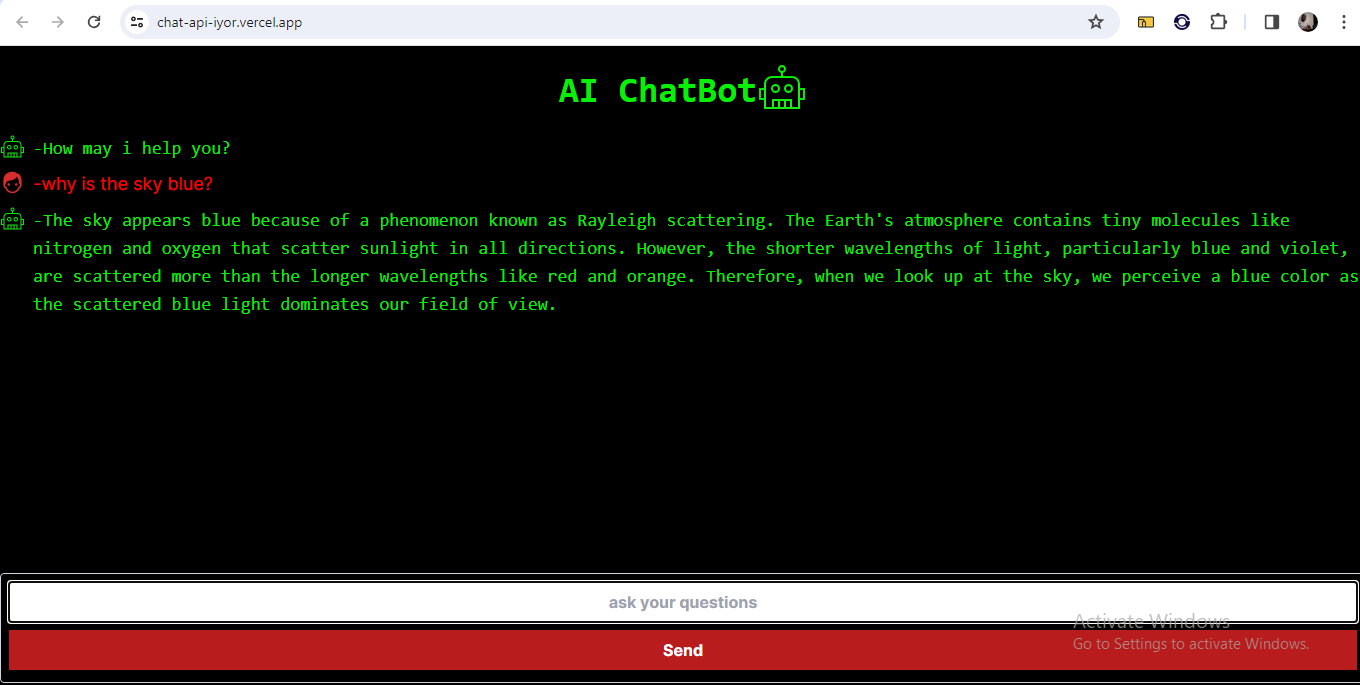 chat-api-iyor.vercel.app
AI ChatBot
-How may i help you?
-why is the sky blue?
-The sky appears blue because of a phenomenon known as Rayleigh scattering. The Earth's atmosphere contains tiny molecules like
nitrogen and oxygen that scatter sunlight in all directions. However, the shorter wavelengths of light, particularly blue and violet,
are scattered more than the longer wavelengths like red and orange. Therefore, when we look up at the sky, we perceive a blue color as
the scattered blue light dominates our field of view.
ask your questions
Activate Windows
Go to Settings to activate Windows.
Send